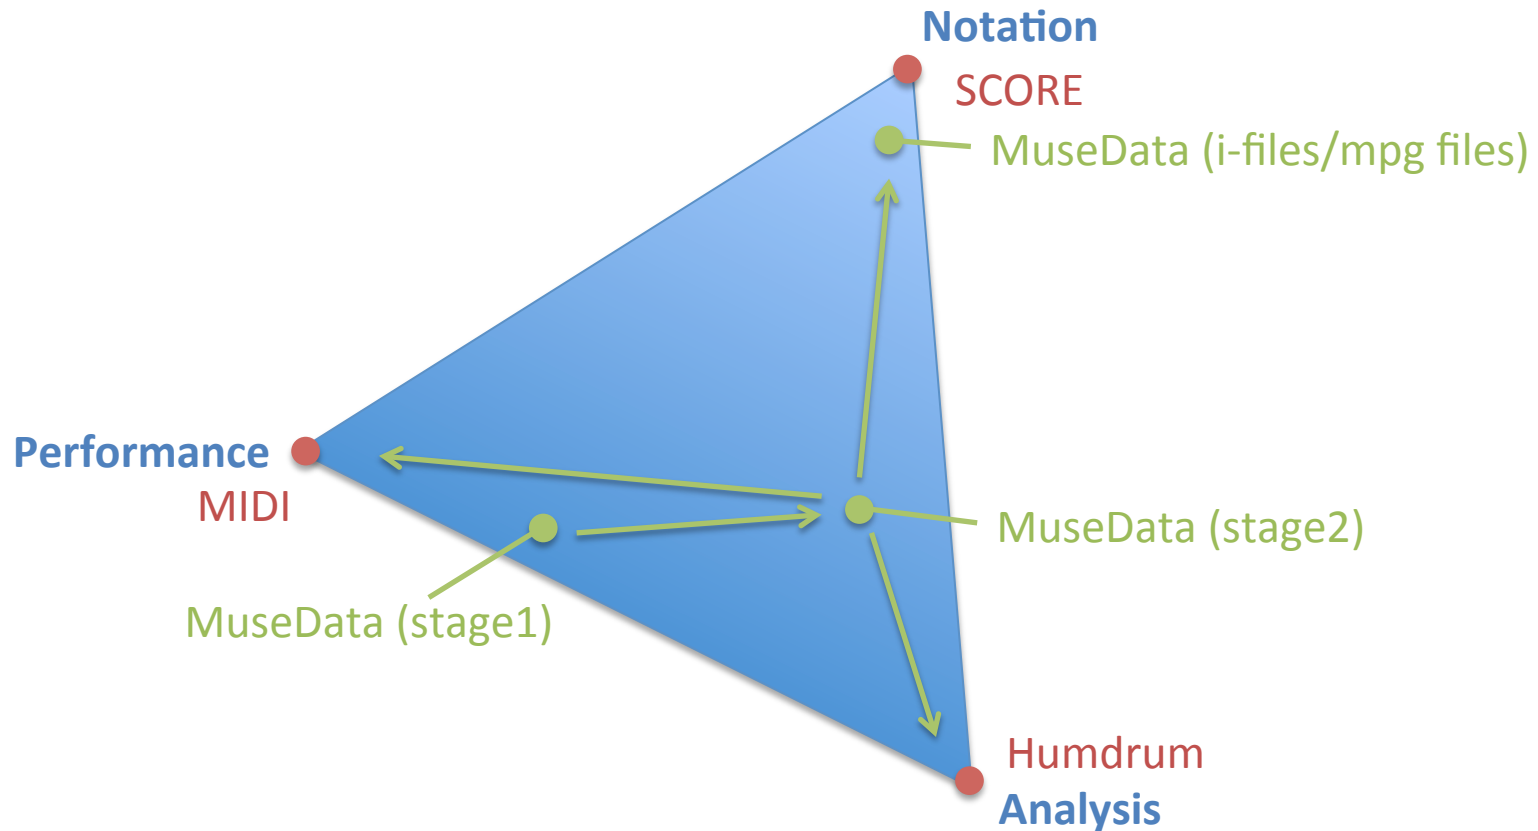 Notation
SCORE
MuseData (i-files/mpg files)
Performance
MIDI
MuseData (stage2)
MuseData (stage1)
Humdrum
Analysis